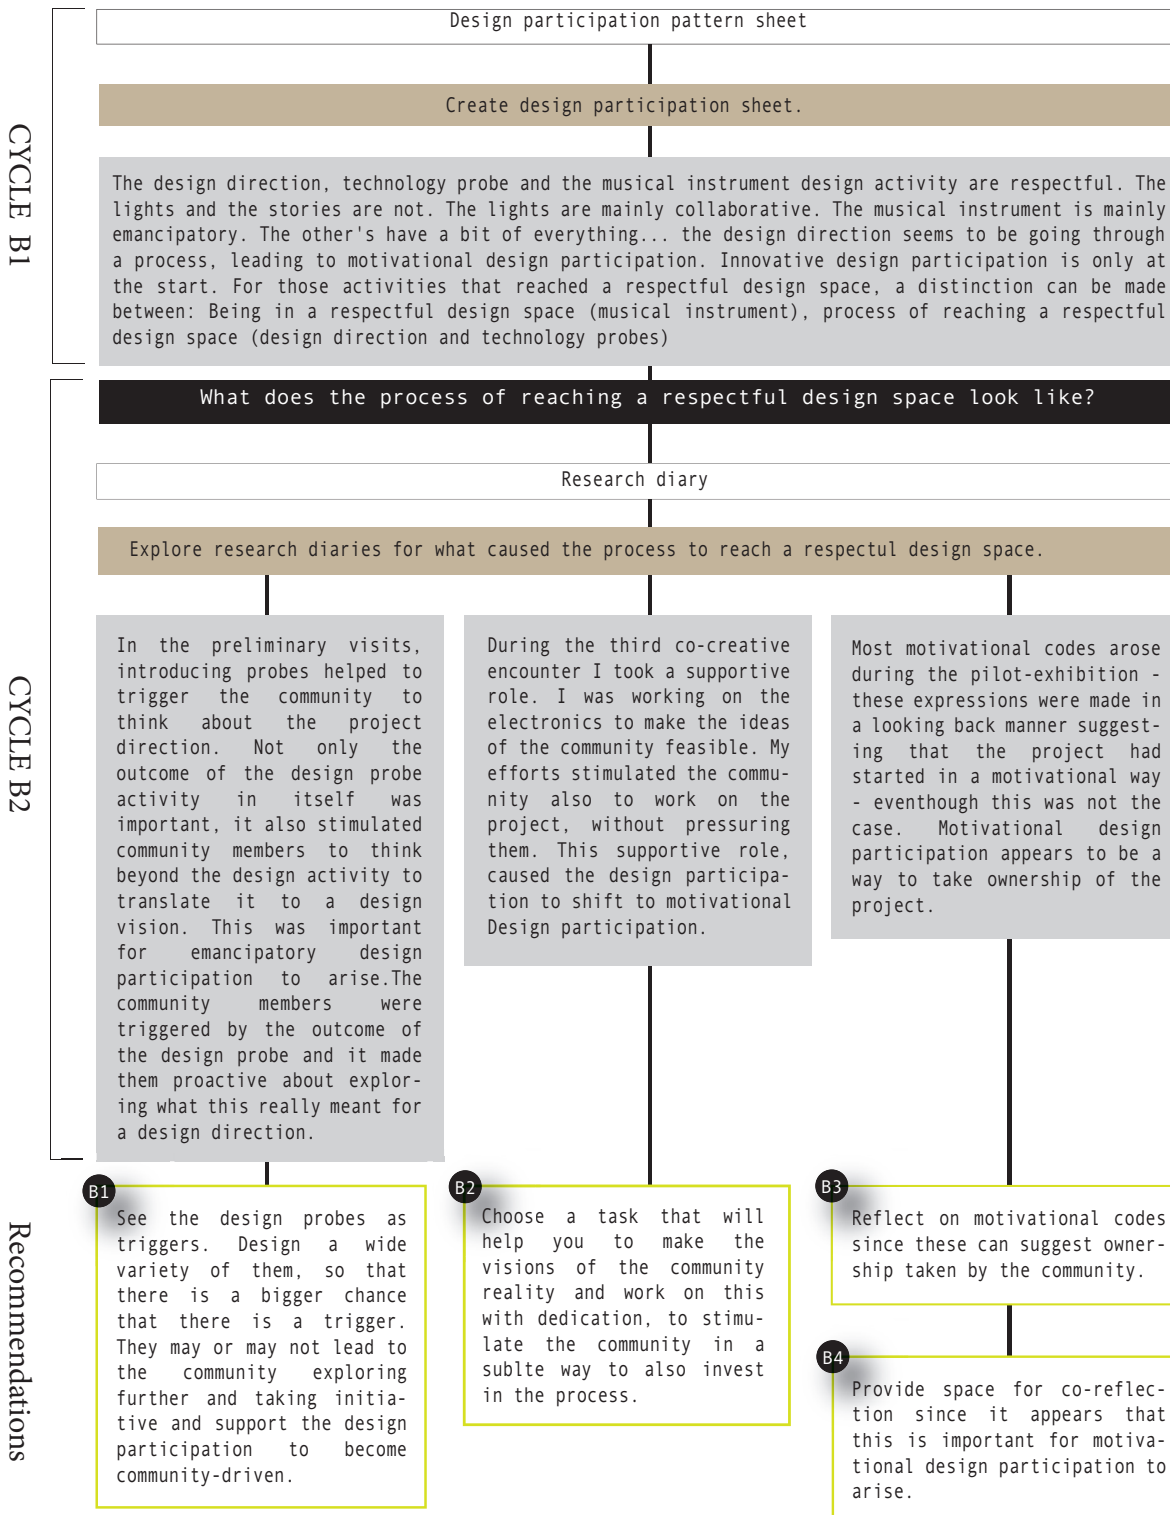 CYCLE B1
Design participation pattern sheet
Create design participation sheet.
The design direction, technology probe and the musical instrument design activity are respectful. The
lights and the stories are not. The lights are mainly collaborative. The musical instrument is mainly
emancipatory. The other's have a bit of everything... the design direction seems to be going through
a process, leading to motivational design participation. Innovative design participation is only at
the start. For those activities that reached a respectful design space, a distinction can be made
between: Being in a respectful design space (musical instrument), process of reaching a respectful
design space (design direction and technology probes)
CYCLE B2
What does the process of reaching a respectful design space look like?
Research diary
Explore research diaries for what caused the process to reach a respectul design space.
In the preliminary visits,
introducing probes helped to
trigger the community to
think about the project
direction. Not only the
outcome of the design probe
activity in itself was
important, it also stimulated
community members to think
beyond the design activity to
translate it to a design
vision. This was important
for emancipatory design
participation to arise.The
community members were
triggered by the outcome of
the design probe and it made
them proactive about explor-
ing what this really meant for
a design direction.
During the third co-creative
encounter I took a supportive
role. I was working on the
electronics to make the ideas
of the community feasible. My
efforts stimulated the commu-
nity also to work on the
project, without pressuring
them. This supportive role,
caused the design participa-
tion to shift to motivational
Design participation.
Most motivational codes arose
during the pilot-exhibition -
these expressions were made in
a looking back manner suggest-
ing that the project had
started in a motivational way
- eventhough this was not the
case. Motivational design
participation appears to be a
way to take ownership of the
project.
Recommendations
B1
See the design probes as
triggers. Design a wide
variety of them, so that
there is a bigger chance
that there is a trigger.
They may or may not lead to
the community exploring
further and taking initia-
tive and support the design
participation to become
community-driven.
B2
Choose a task that will
help you to make the
visions of the community
reality and work on this
with dedication, to stimu-
late the community in a
sublte way to also invest
in the process.
B3
Reflect on motivational codes
since these can suggest owner-
ship taken by the community.
B4
Provide space for co-reflec-
tion since it appears that
this is important for motiva-
tional design participation to
arise.